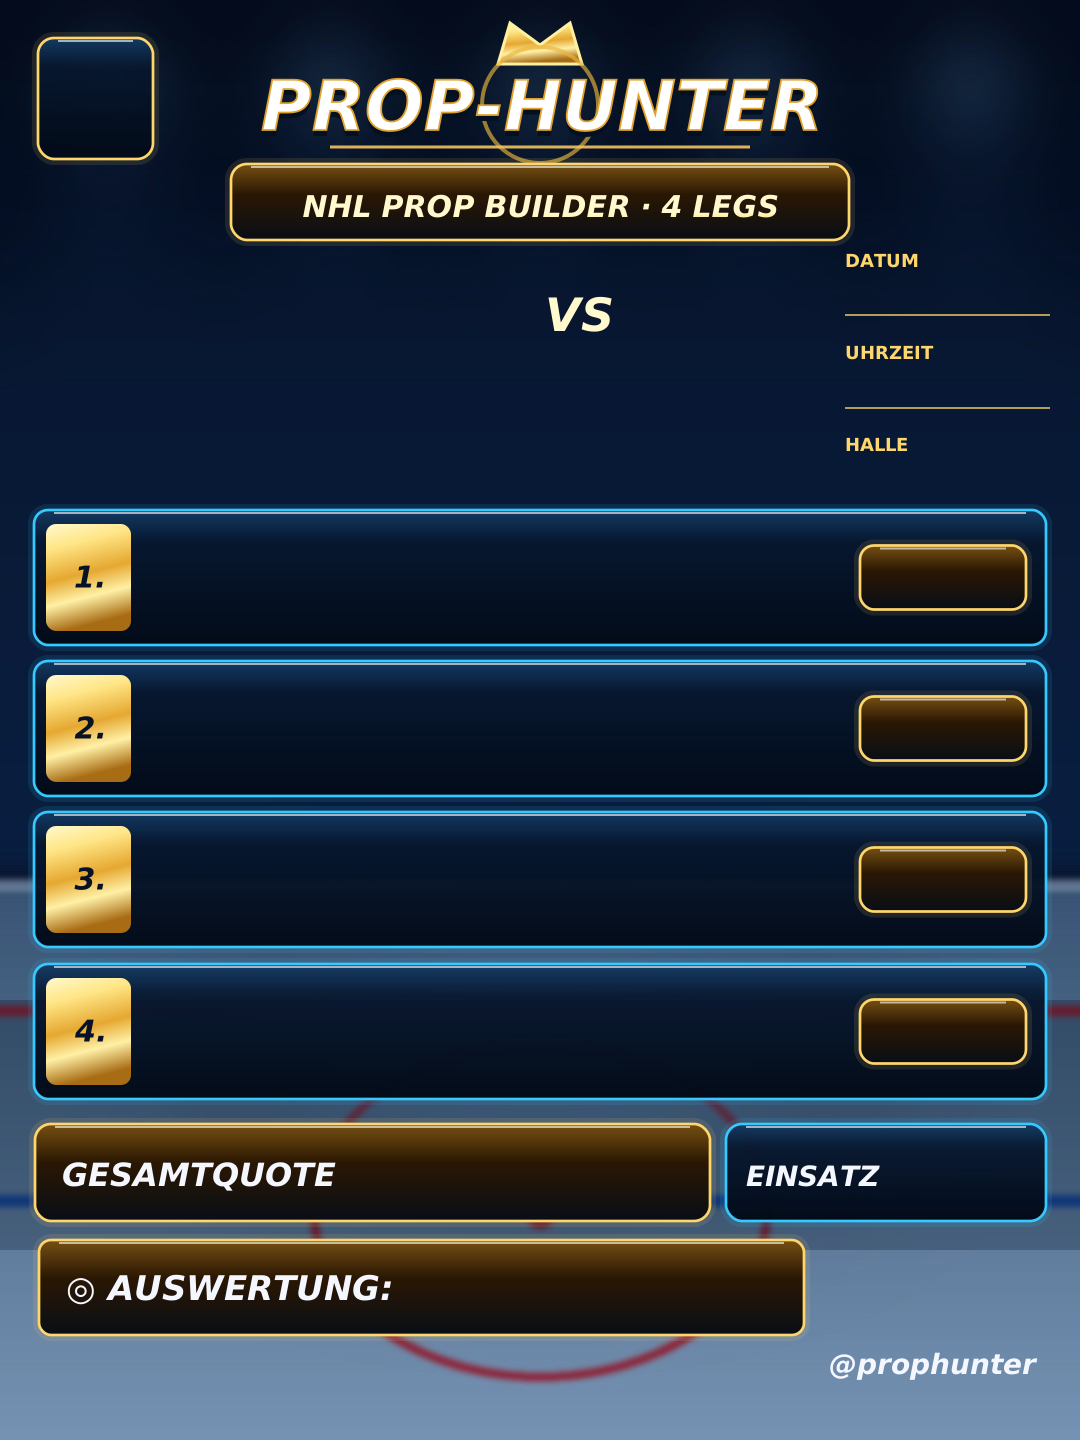 PROP-HUNTER
NHL PROP BUILDER · 4 LEGS
VS
DATUM
UHRZEIT
HALLE
1.
2.
3.
4.
GESAMTQUOTE
EINSATZ
◎ AUSWERTUNG:
@prophunter